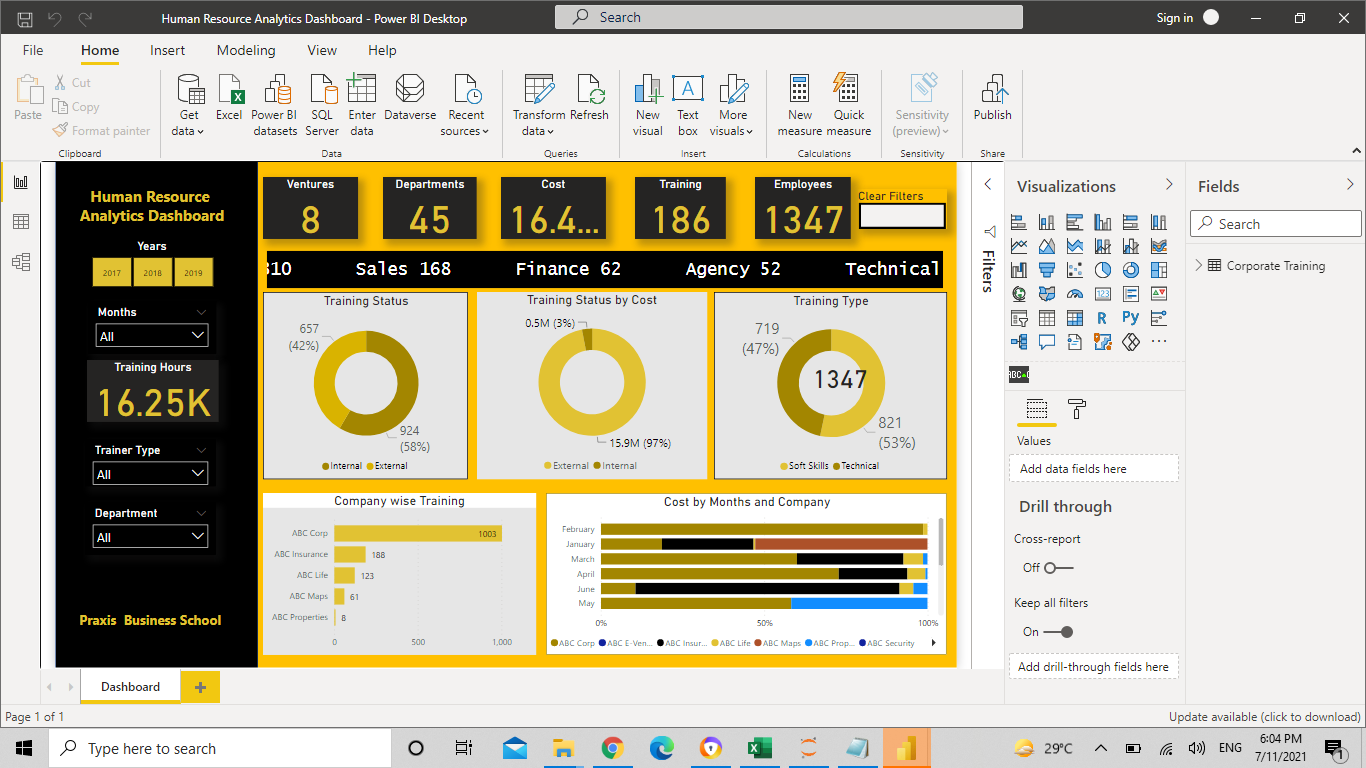 Human Resource Analytics Dashboard - Power BI Desktop
Search
Sign in
File
Home
Insert
Modeling
View
Help
Paste
Cut
Copy
Format painter
Clipboard
Get data
Excel
Power BI datasets
SQL Server
Enter data
Dataverse
Recent sources
Data
Transform data
Refresh
Queries
New visual
Text box
More visuals
Insert
New measure
Quick measure
Calculations
Sensitivity (preview)
Sensitivity
Publish
Share
Human Resource
Analytics Dashboard
Years
2017 2018 2019
Months
All
Training Hours
16.25K
Trainer Type
All
Department
All
Praxis Business School
Ventures
8
Departments
45
Cost
16.4...
Training
186
Employees
1347
Clear Filters
310 Sales 168 Finance 62 Agency 52 Technical
Training Status
657
(42%)
924
(58%)
Internal External
Training Status by Cost
0.5M (3%)
15.9M (97%)
External Internal
Training Type
719
(47%)
1347
821
(53%)
Soft Skills Technical
Company wise Training
ABC Corp 1003
ABC Insurance 188
ABC Life 123
ABC Maps 61
ABC Properties 8
0 500 1,000
Cost by Months and Company
February
January
March
April
June
May
0% 50% 100%
ABC Corp ABC E-Ven... ABC Insur... ABC Life ABC Maps ABC Prop... ABC Security
Filters
Visualizations
123
R
Py
ABC
Values
Add data fields here
Drill through
Cross-report
Off
Keep all filters
On
Add drill-through fields here
Fields
Search
Corporate Training
Dashboard
Page 1 of 1
Update available (click to download)
Type here to search
29°C
ENG
6:04 PM
7/11/2021
1